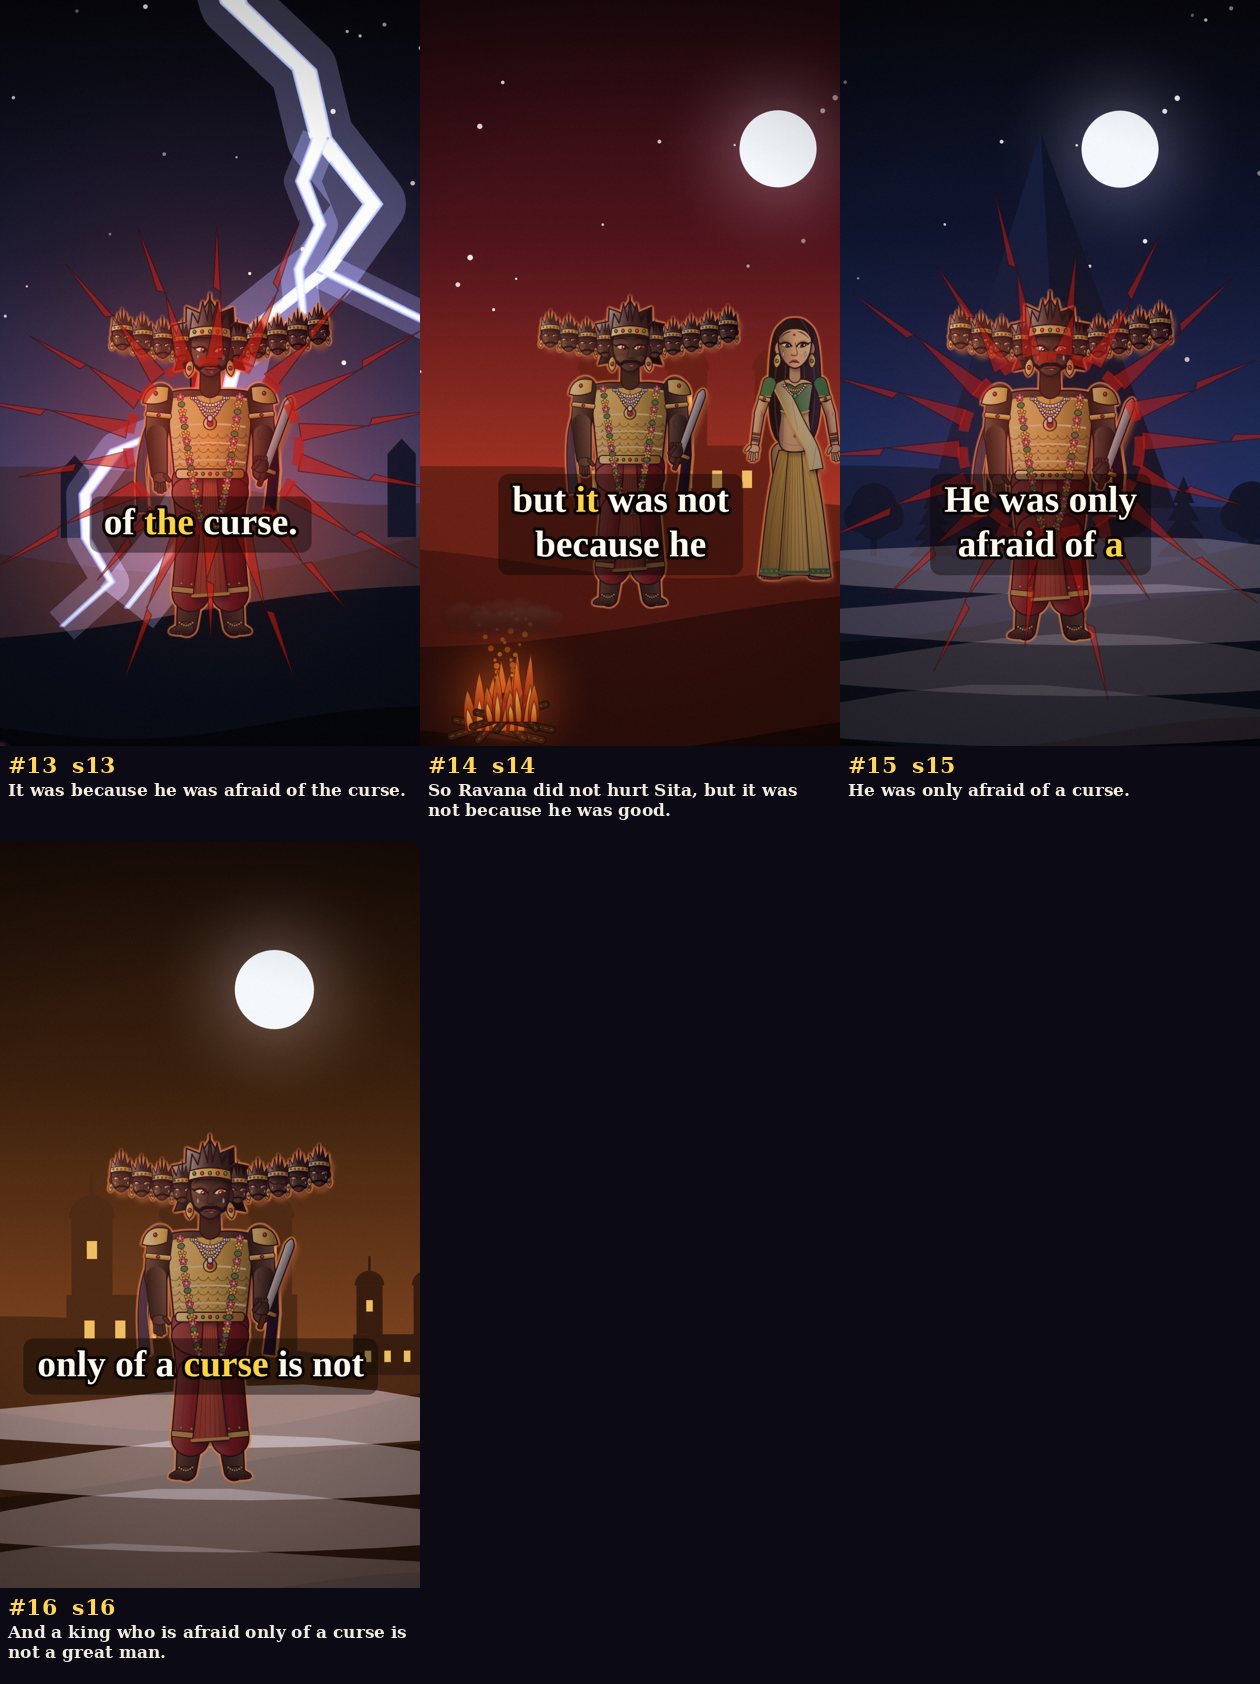 of the curse.
but it was not
because he
He was only
afraid of a
#13 s13
It was because he was afraid of the curse.
#14 s14
So Ravana did not hurt Sita, but it was
not because he was good.
#15 s15
He was only afraid of a curse.
only of a curse is not
#16 s16
And a king who is afraid only of a curse is
not a great man.